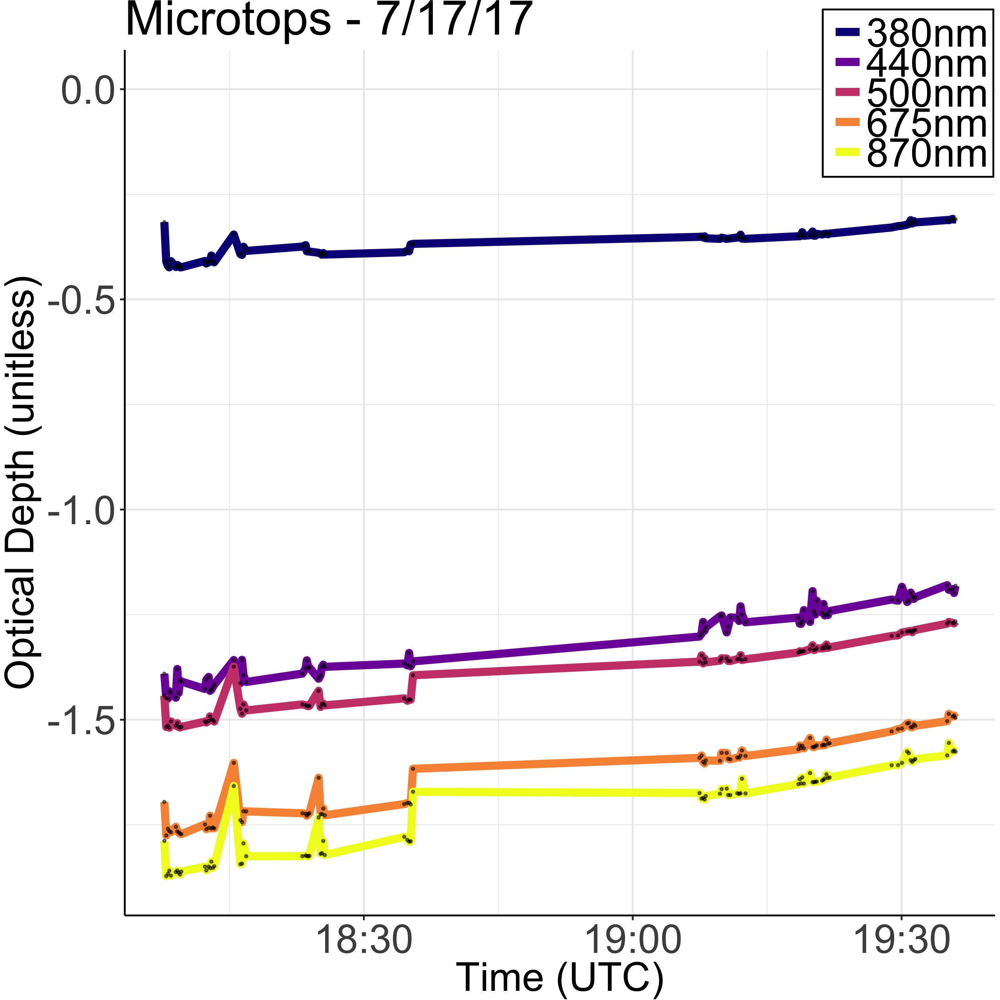 Microtops - 7/17/17
380nm
440nm
500nm
675nm
870nm
0.0
-0.5
-1.0
-1.5
Optical Depth (unitless)
18:30
19:00
19:30
Time (UTC)